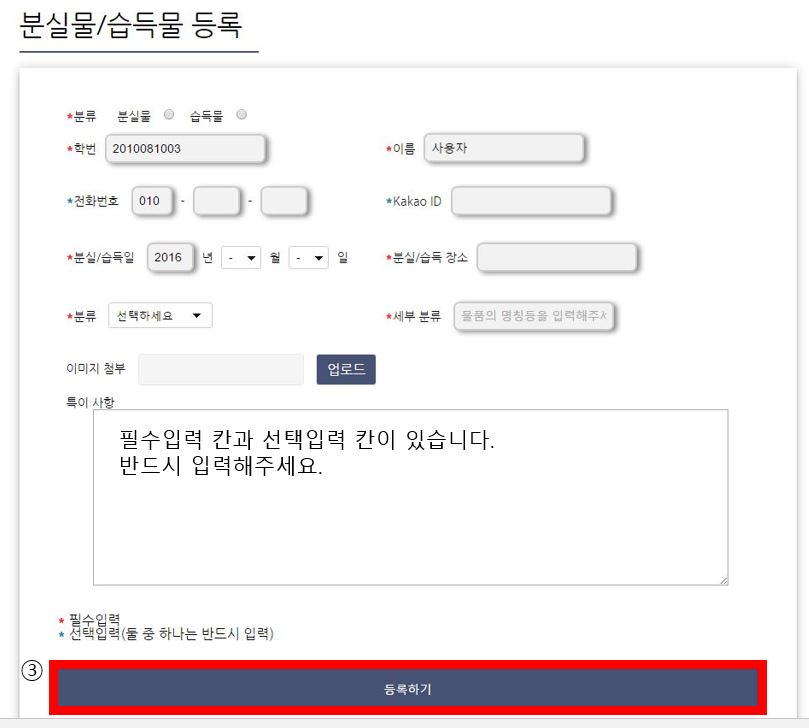 분실물/습득물 등록
*분류 분실물 습득물
*학번 2010081003 *이름 사용자
*전화번호 010 - - *Kakao ID
*분실/습득일 2016 년 - 월 - 일 *분실/습득 장소
*분류 선택하세요 *세부 분류 물품의 명칭등을 입력해주
이미지 첨부 업로드
특이 사항
필수입력 칸과 선택입력 칸이 있습니다.
반드시 입력해주세요.
* 필수입력
* 선택입력(둘 중 하나는 반드시 입력)
③
등록하기